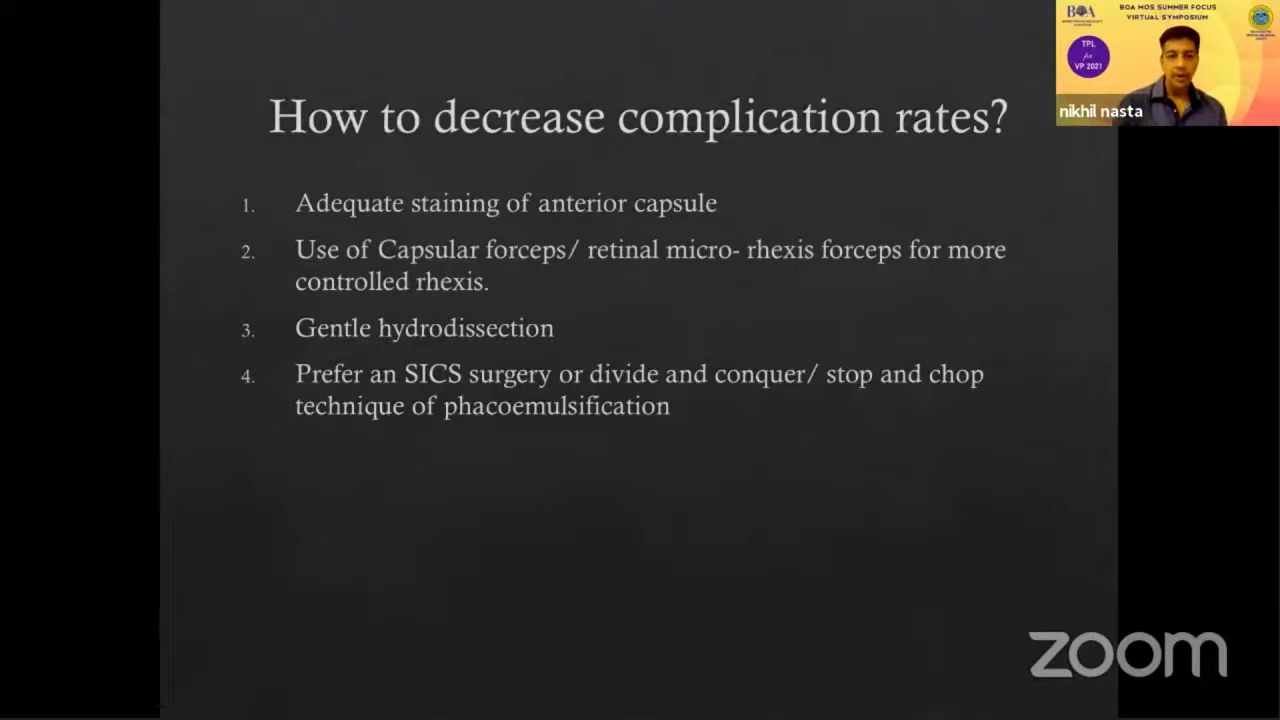 BOA MOS SUMMER FOCUS
VIRTUAL SYMPOSIUM
BOA
TPL
for
VP 2021
nikhil nasta
How to decrease complication rates?
1. Adequate staining of anterior capsule
2. Use of Capsular forceps/ retinal micro- rhexis forceps for more
controlled rhexis.
3. Gentle hydrodissection
4. Prefer an SICS surgery or divide and conquer/ stop and chop
technique of phacoemulsification
zoom